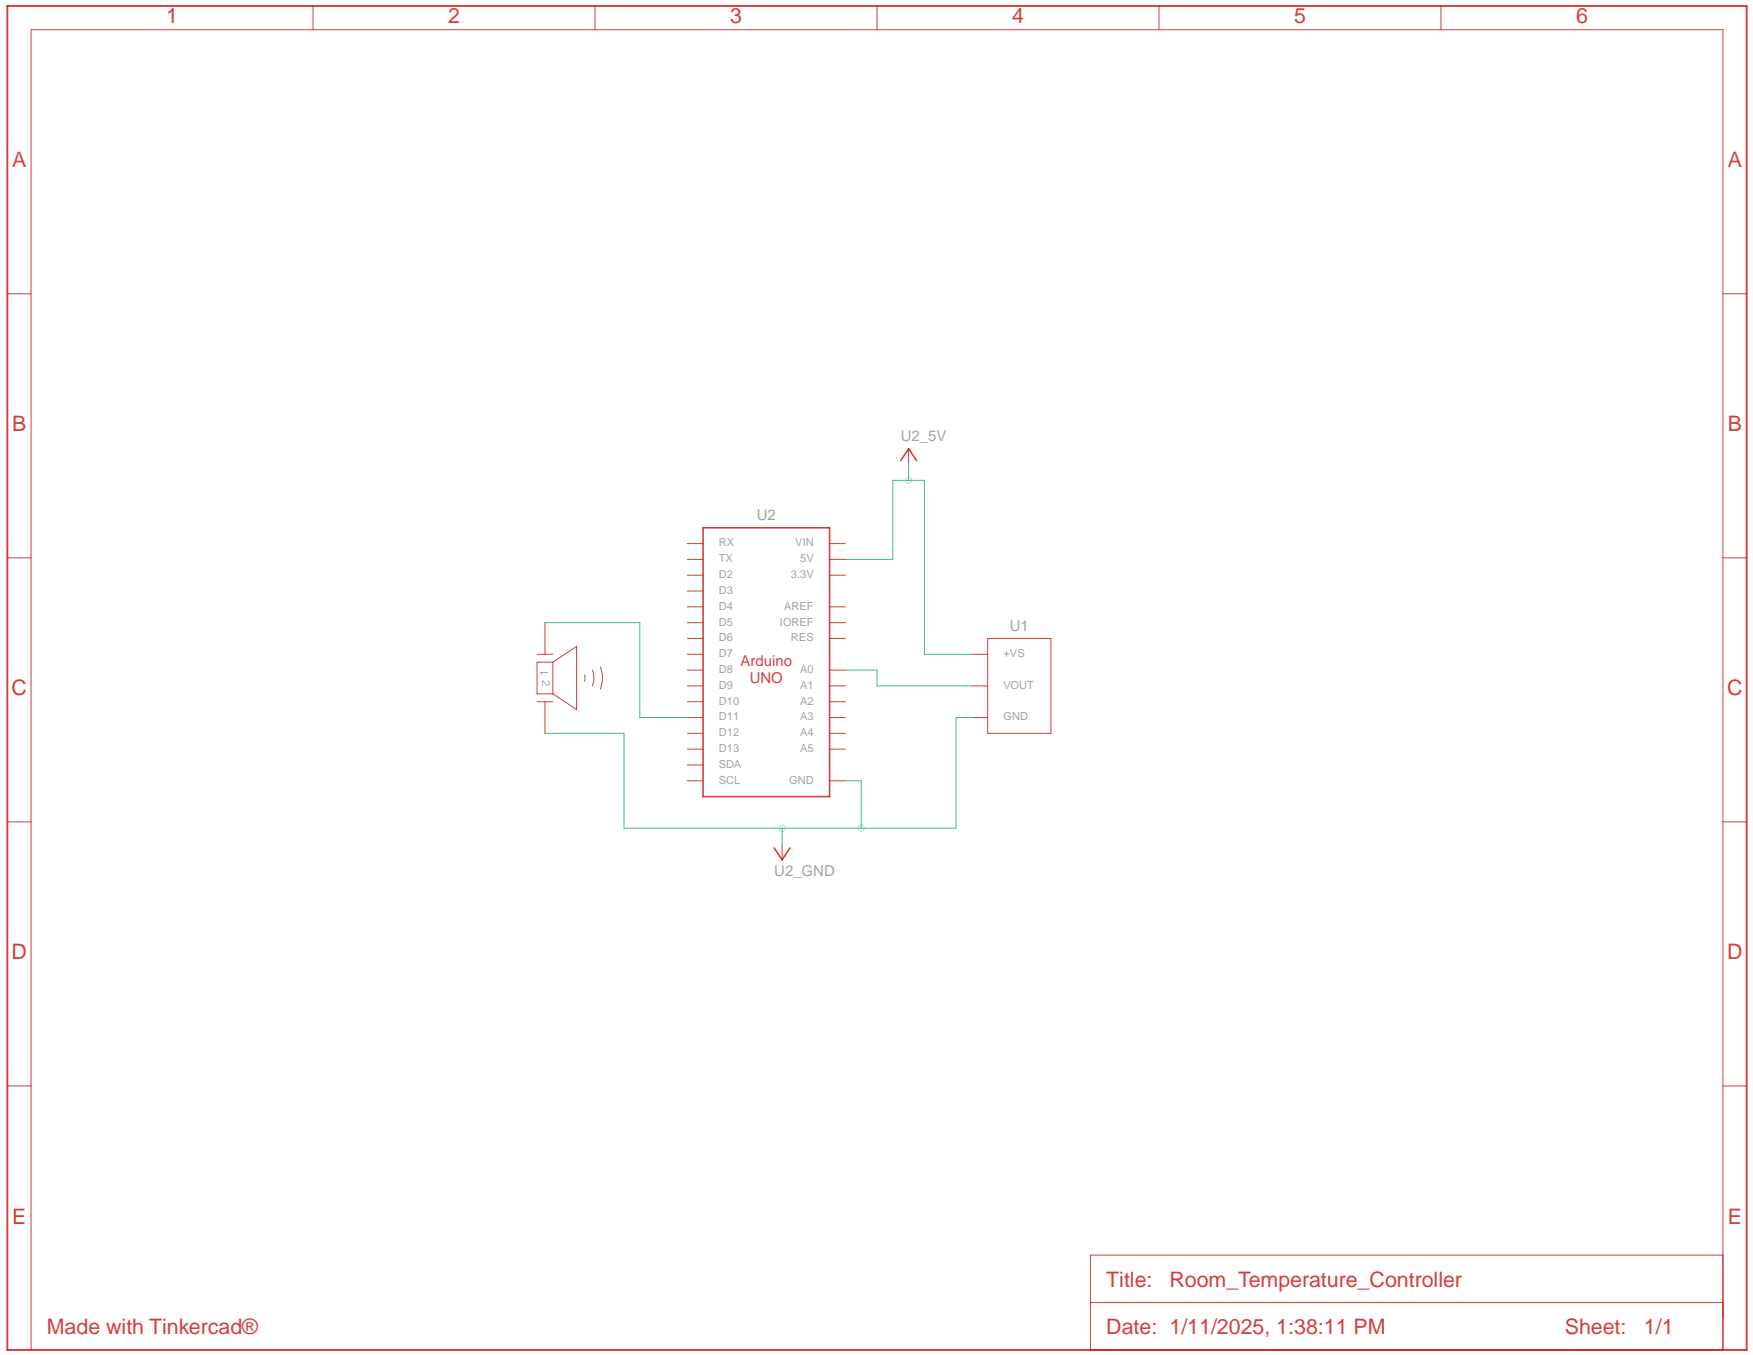 1 2 3 4 5 6
A A
B B
U2_5V
U2
RX VIN
TX 5V
D2 3.3V
D3
D4 AREF
D5 IOREF
U1
D6 RES
D7 +VS
Arduino
D8 A0
UNO
1 2
D9 A1 VOUT
C C
D10 A2
D11 A3 GND
D12 A4
D13 A5
SDA
SCL GND
U2_GND
D D
E E
Title: Room_Temperature_Controller
Made with Tinkercad®
Date: 1/11/2025, 1:38:11 PM Sheet: 1/1